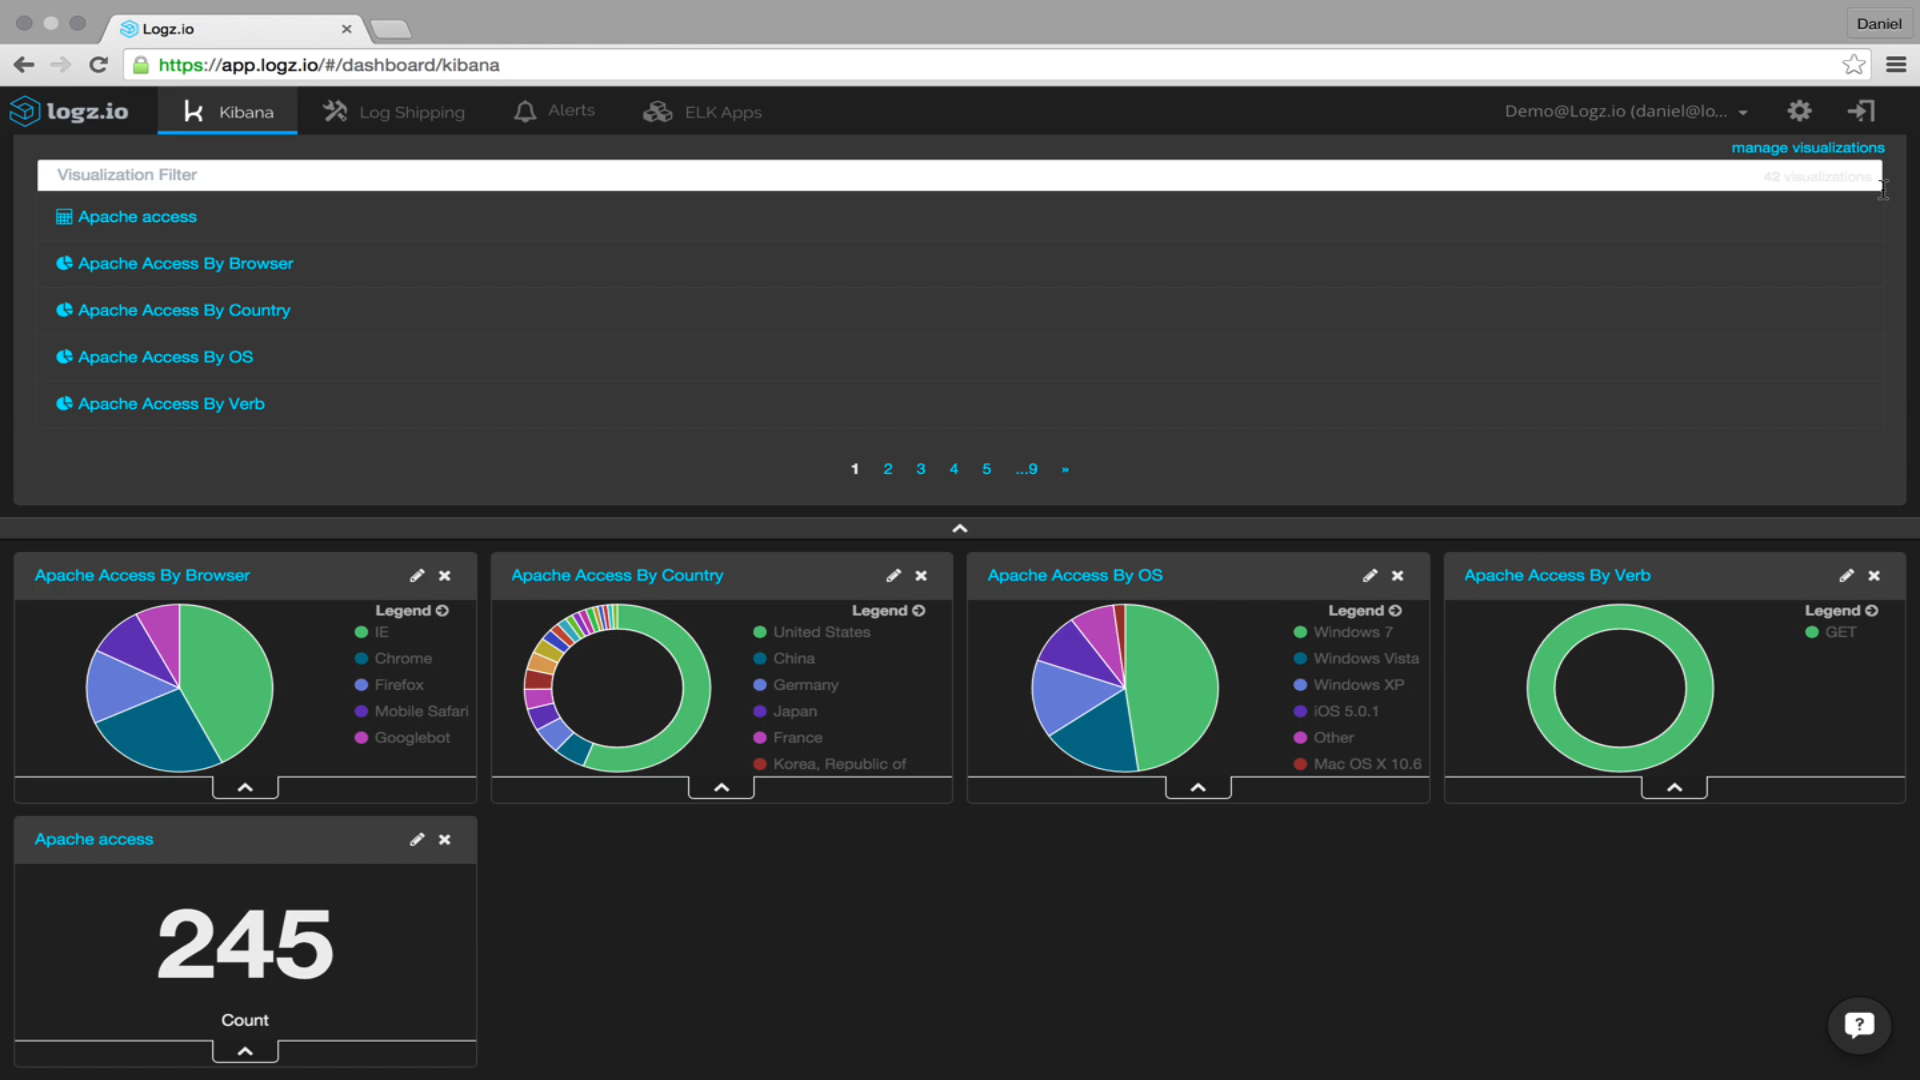 Logz.io
Daniel
https://app.logz.io/#/dashboard/kibana
logz.io
Kibana
Log Shipping
Alerts
ELK Apps
Demo@Logz.io (daniel@lo...
manage visualizations
Visualization Filter
42 visualizations
Apache access
Apache Access By Browser
Apache Access By Country
Apache Access By OS
Apache Access By Verb
1 2 3 4 5 ...9 »
Apache Access By Browser
Legend
IE
Chrome
Firefox
Mobile Safari
Googlebot
Apache Access By Country
Legend
United States
China
Germany
Japan
France
Korea, Republic of
Apache Access By OS
Legend
Windows 7
Windows Vista
Windows XP
iOS 5.0.1
Other
Mac OS X 10.6
Apache Access By Verb
Legend
GET
Apache access
245
Count
?